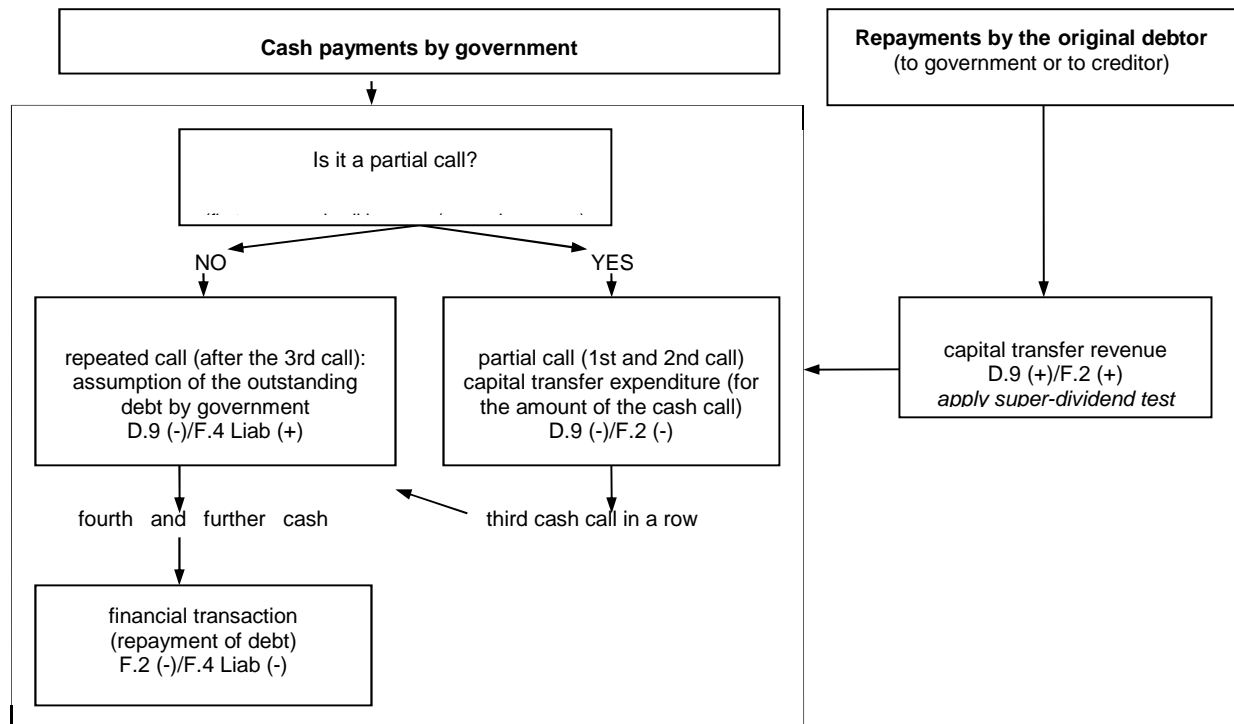 Cash payments by government
Repayments by the original debtor
(to government or to creditor)
Is it a partial call?
NO
YES
repeated call (after the 3rd call):
assumption of the outstanding
debt by government
D.9 (-)/F.4 Liab (+)
partial call (1st and 2nd call)
capital transfer expenditure (for
the amount of the cash call)
D.9 (-)/F.2 (-)
capital transfer revenue
D.9 (+)/F.2 (+)
apply super-dividend test
fourth and further cash
third cash call in a row
financial transaction
(repayment of debt)
F.2 (-)/F.4 Liab (-)